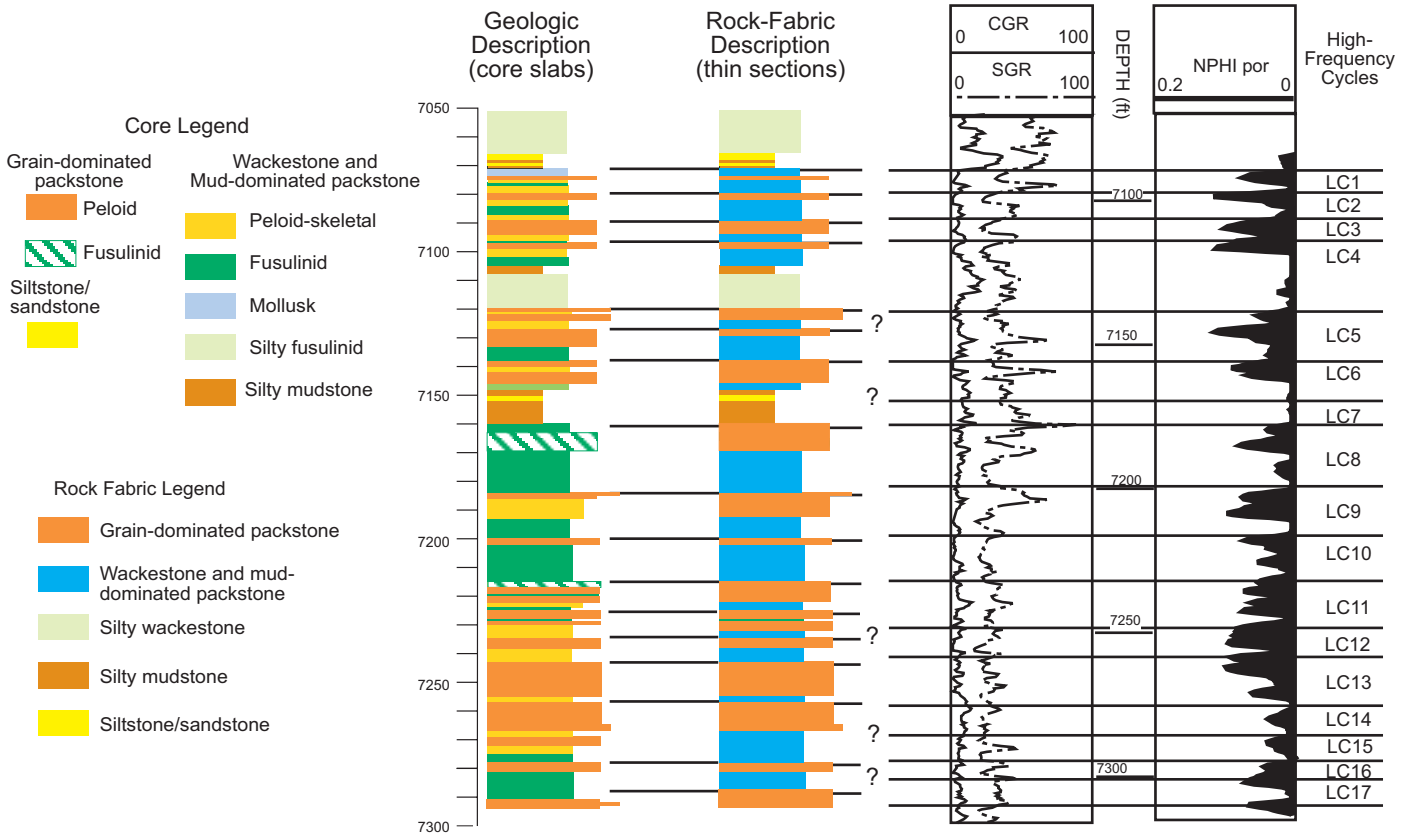 Geologic
Description
(core slabs)
Rock-Fabric
Description
(thin sections)
Core Legend
Grain-dominated
packstone
Peloid
Fusulinid
Siltstone/
sandstone
Wackestone and
Mud-dominated packstone
Peloid-skeletal
Fusulinid
Mollusk
Silty fusulinid
Silty mudstone
Rock Fabric Legend
Grain-dominated packstone
Wackestone and mud-
dominated packstone
Silty wackestone
Silty mudstone
Siltstone/sandstone
7050
7100
7150
7200
7250
7300
?
?
?
?
?
CGR
0 100
SGR
0 100
DEPTH (ft)
7100
7150
7200
7250
7300
NPHI por
0.2 0
High-
Frequency
Cycles
LC1
LC2
LC3
LC4
LC5
LC6
LC7
LC8
LC9
LC10
LC11
LC12
LC13
LC14
LC15
LC16
LC17